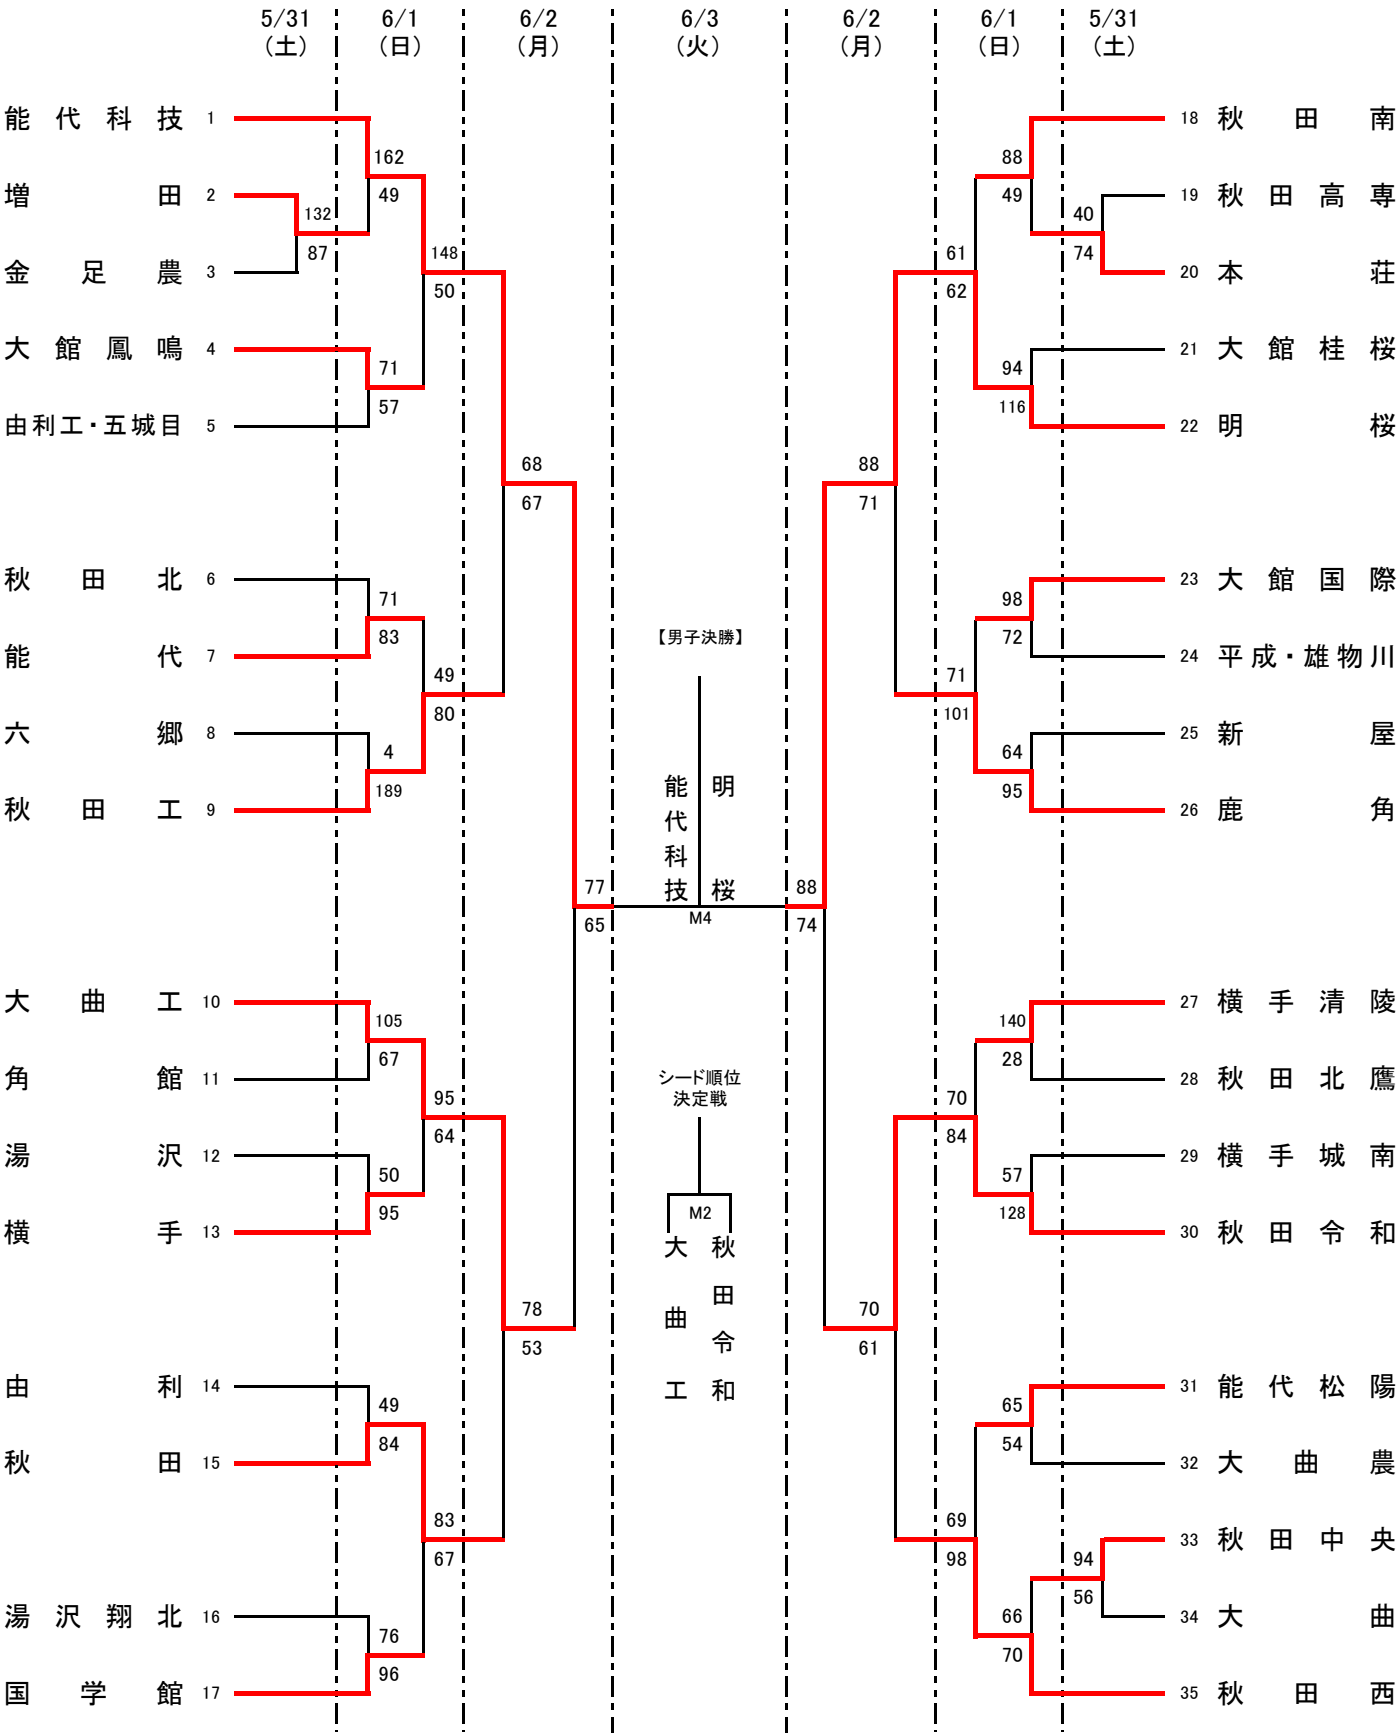 5/31 6/1 6/2 6/3 6/2 6/1 5/31
（土） （日） （月） （火） （月） （日） （土）
能代科技 1
162
49
増田 2
132
87
金足農 3
148
50
大館鳳鳴 4
71
57
由利工・五城目 5
68
67
秋田北 6
71
83
能代 7
49
80
六郷 8
4
189
秋田工 9
77
65
大曲工 10
105
67
角館 11
95
64
湯沢 12
50
95
横手 13
78
53
由利 14
49
84
秋田 15
83
67
湯沢翔北 16
76
96
国学館 17
【男子決勝】
能代科技
明桜
M4
シード順位
決定戦
M2
大曲工
秋田令和
18 秋田南
88
49
19 秋田高専
40
74
20 本荘
61
62
21 大館桂桜
94
116
22 明桜
88
71
23 大館国際
98
72
24 平成・雄物川
71
101
25 新屋
64
95
26 鹿角
88
74
27 横手清陵
140
28
28 秋田北鷹
70
84
29 横手城南
57
128
30 秋田令和
70
61
31 能代松陽
65
54
32 大曲農
69
98
33 秋田中央
94
56
34 大曲
66
70
35 秋田西